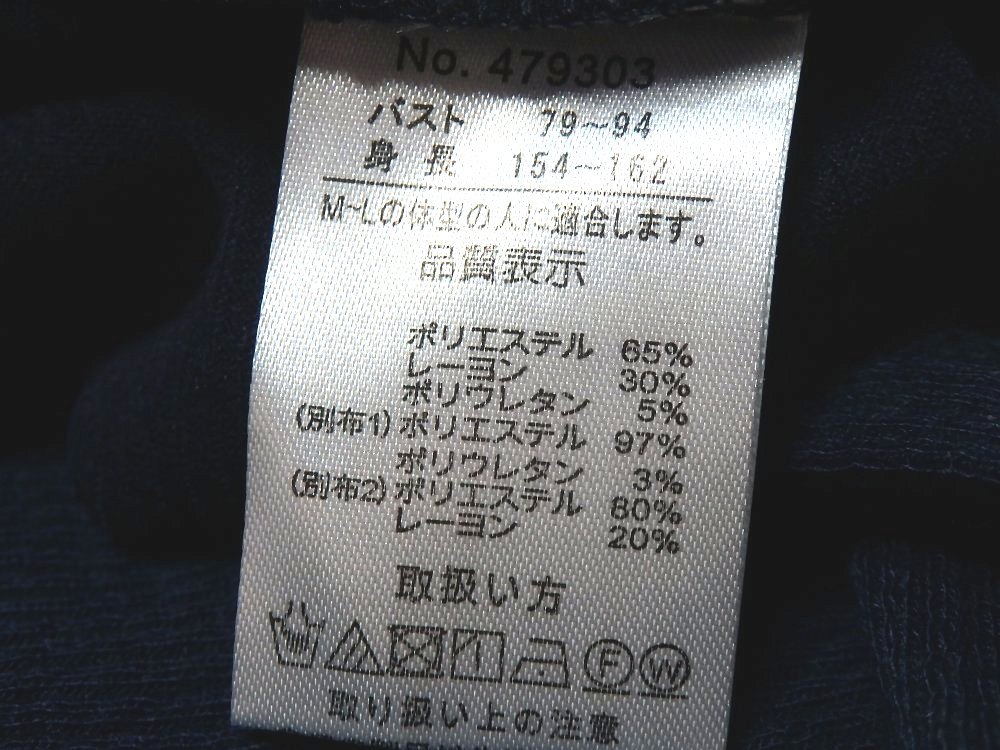 No. 479303
バスト 79~94
身長 154~162
M~Lの体型の人に適合します。
品質表示
ポリエステル 65%
レーヨン 30%
ポリウレタン 5%
(別布1) ポリエステル 97%
ポリウレタン 3%
(別布2) ポリエステル 80%
レーヨン 20%
取扱い方
F W
取り扱い上の注意